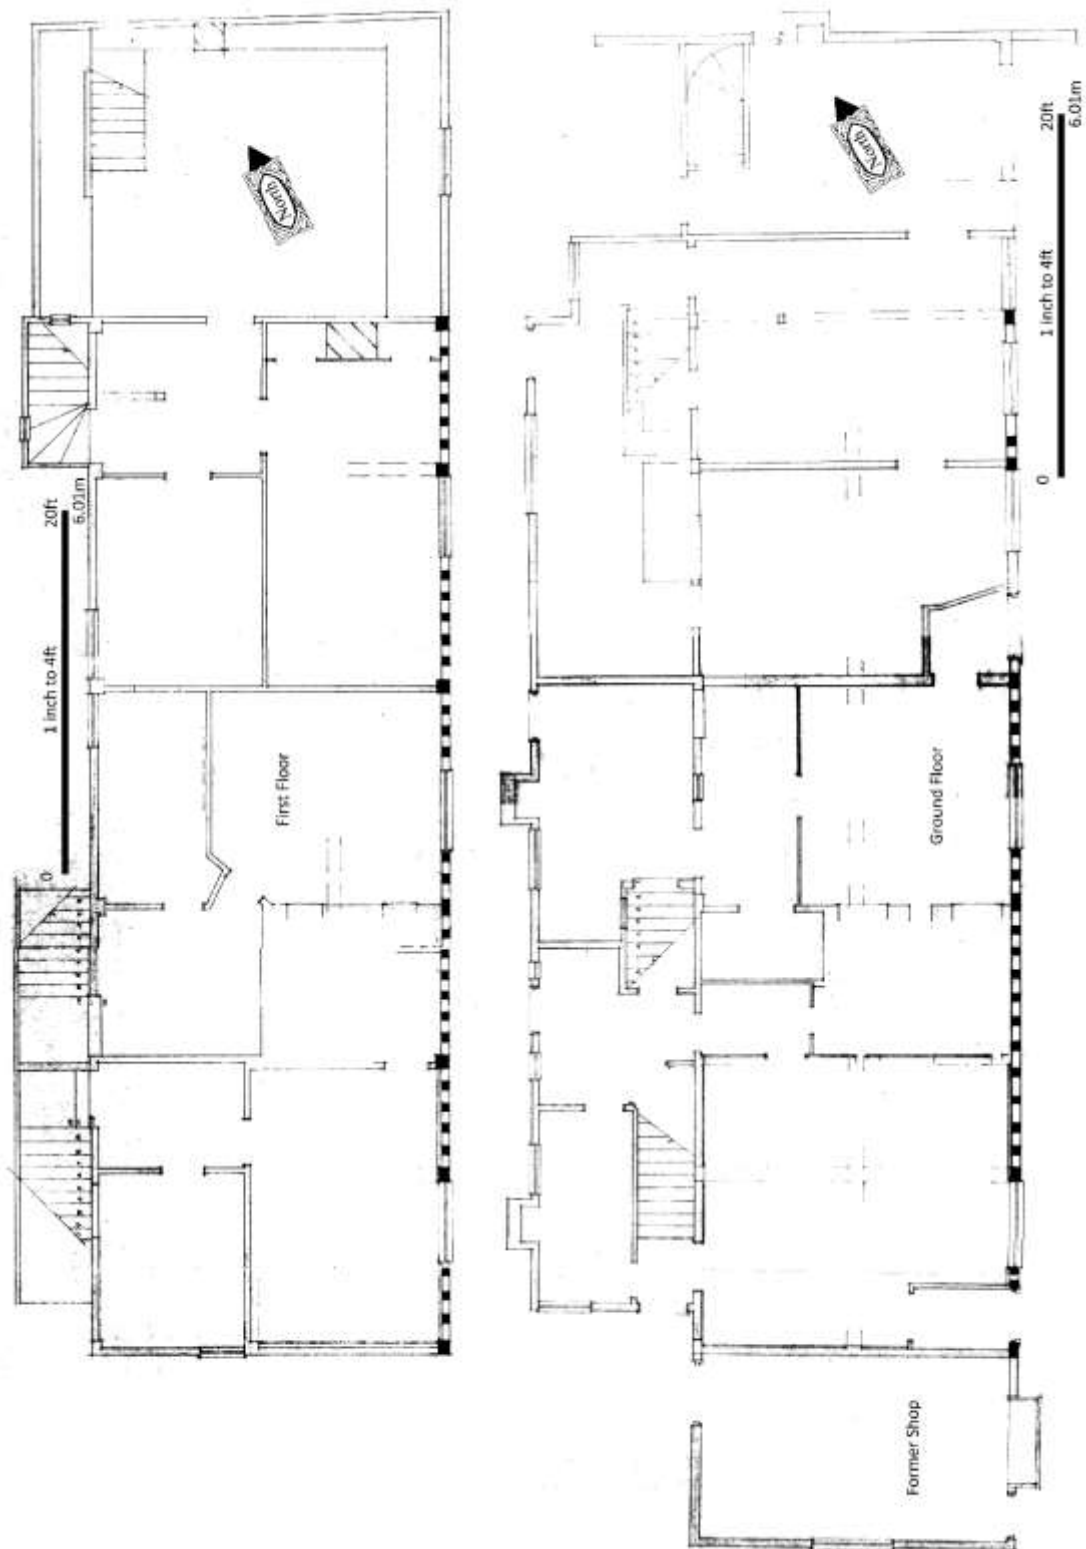 First Floor
0
1 inch to 4ft
20ft
6.01m
North
Ground Floor
Former Shop
0
1 inch to 4ft
20ft
6.01m
North